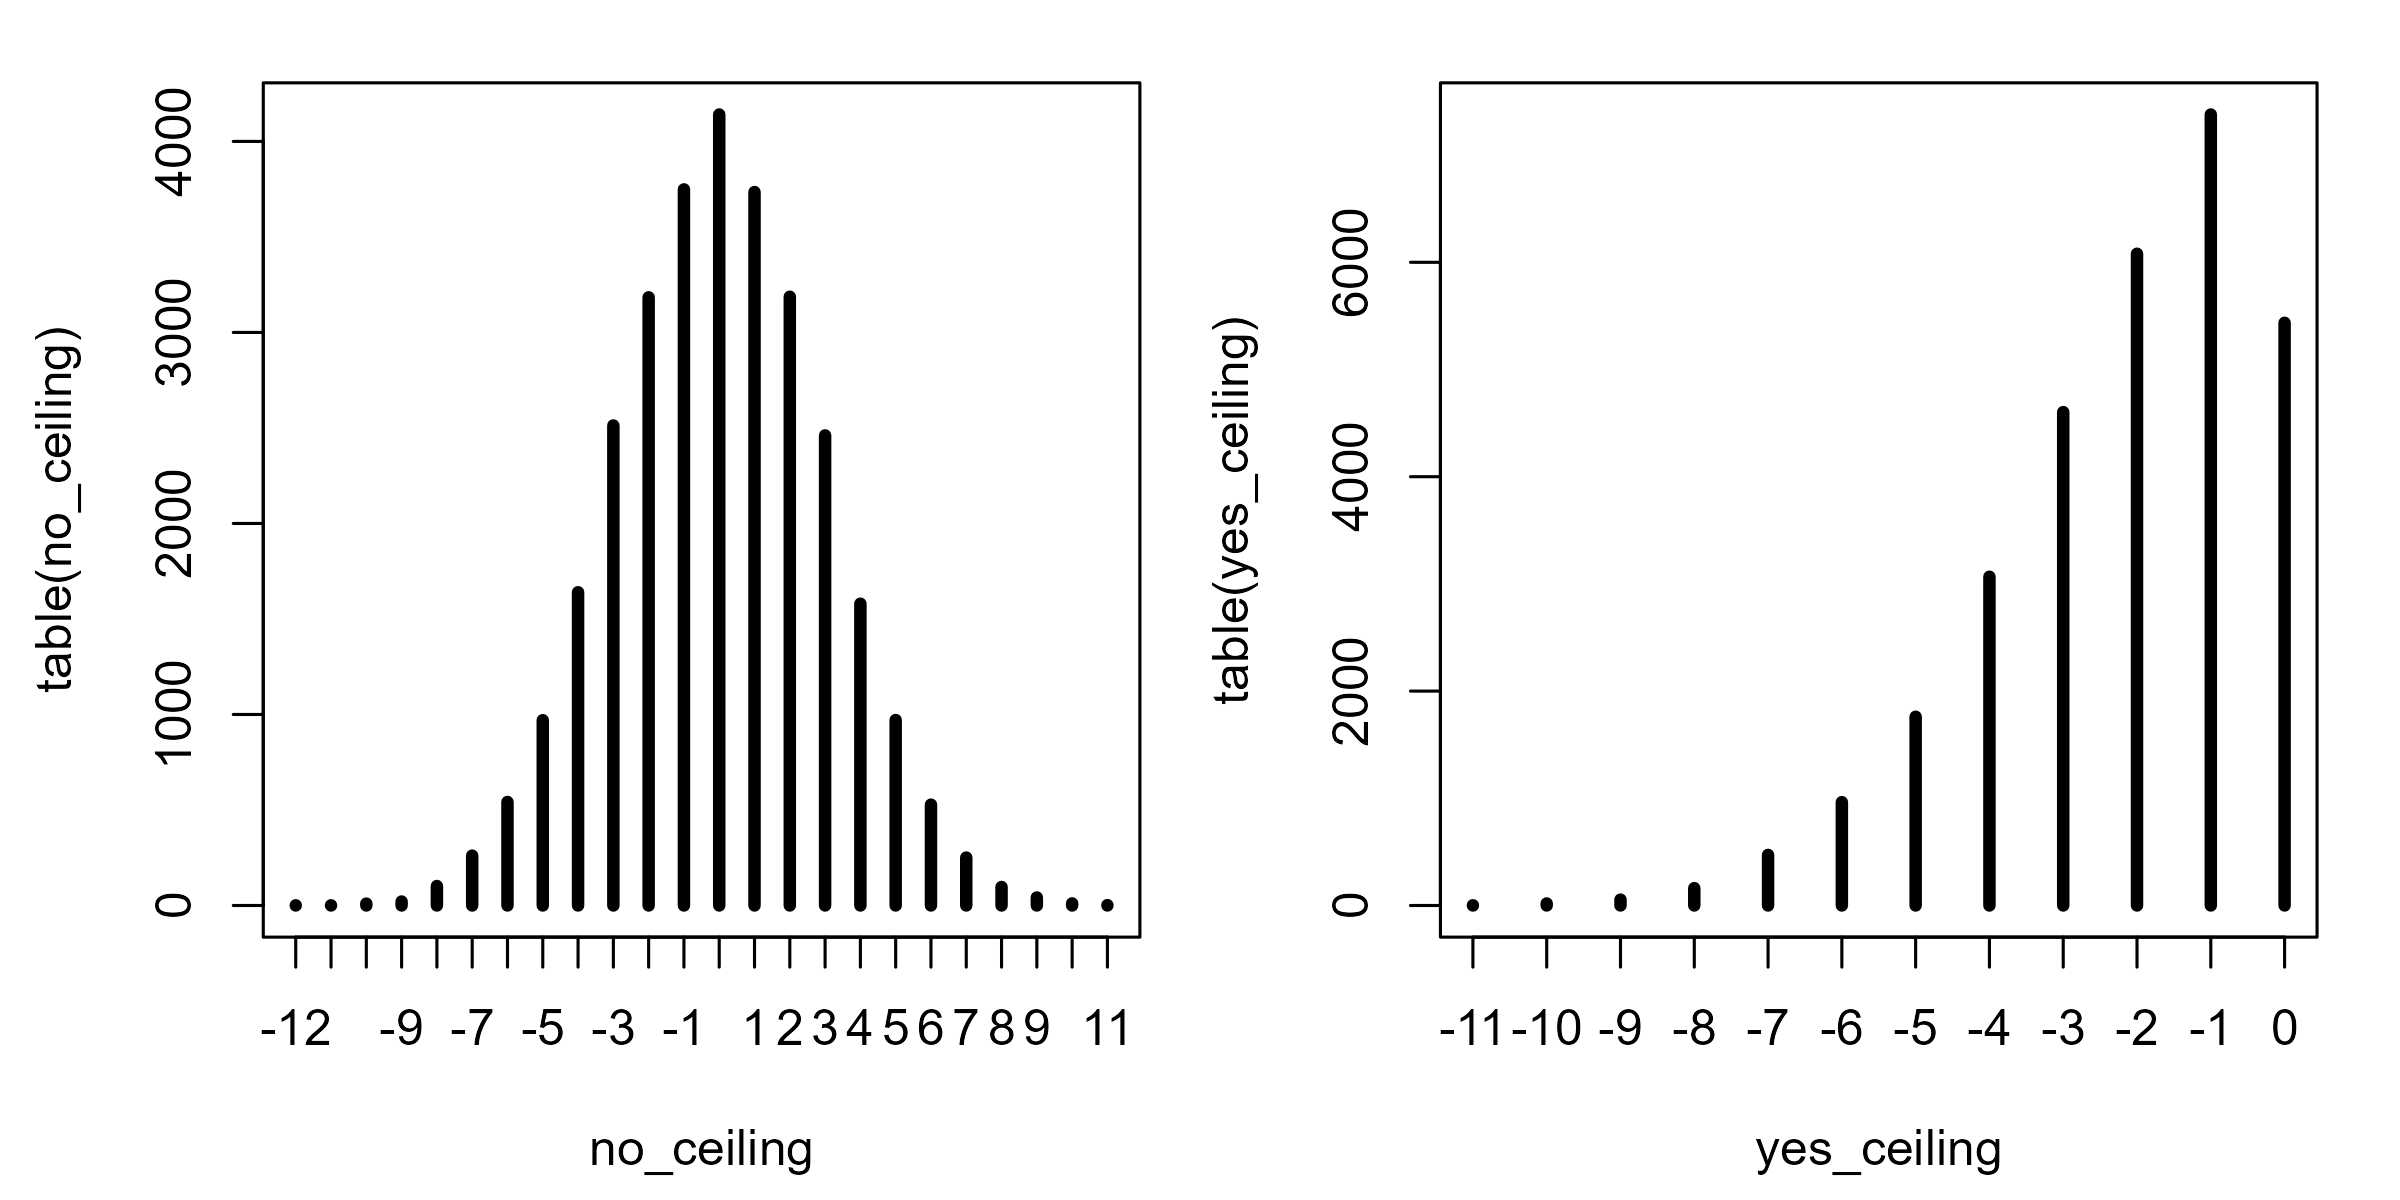 table(no_ceiling)
4000
3000
2000
1000
0
-12 -9 -7 -5 -3 -1 1 2 3 4 5 6 7 8 9 11
no_ceiling
table(yes_ceiling)
6000
4000
2000
0
-11 -10 -9 -8 -7 -6 -5 -4 -3 -2 -1 0
yes_ceiling